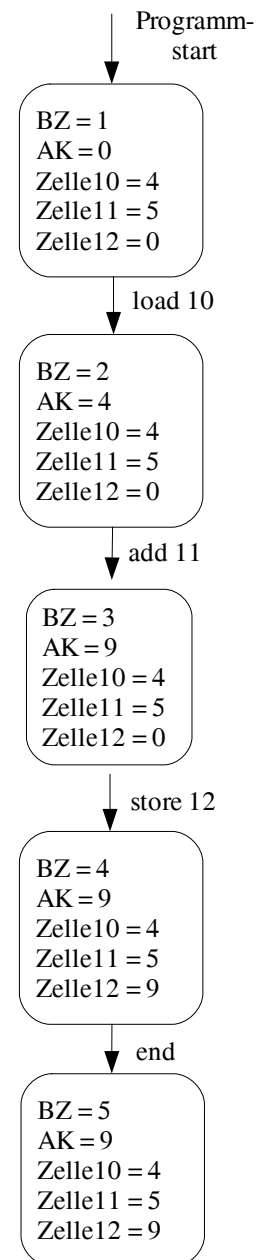 Programm-
start
BZ = 1
AK = 0
Zelle10 = 4
Zelle11 = 5
Zelle12 = 0
load 10
BZ = 2
AK = 4
Zelle10 = 4
Zelle11 = 5
Zelle12 = 0
add 11
BZ = 3
AK = 9
Zelle10 = 4
Zelle11 = 5
Zelle12 = 0
store 12
BZ = 4
AK = 9
Zelle10 = 4
Zelle11 = 5
Zelle12 = 9
end
BZ = 5
AK = 9
Zelle10 = 4
Zelle11 = 5
Zelle12 = 9